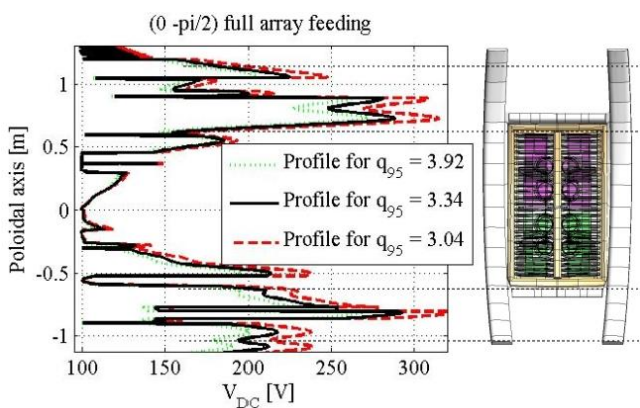 (0 -pi/2) full array feeding
Poloidal axis [m]
1
0.5
0
-0.5
-1
Profile for q95 = 3.92
Profile for q95 = 3.34
Profile for q95 = 3.04
100 150 200 250 300
VDC [V]